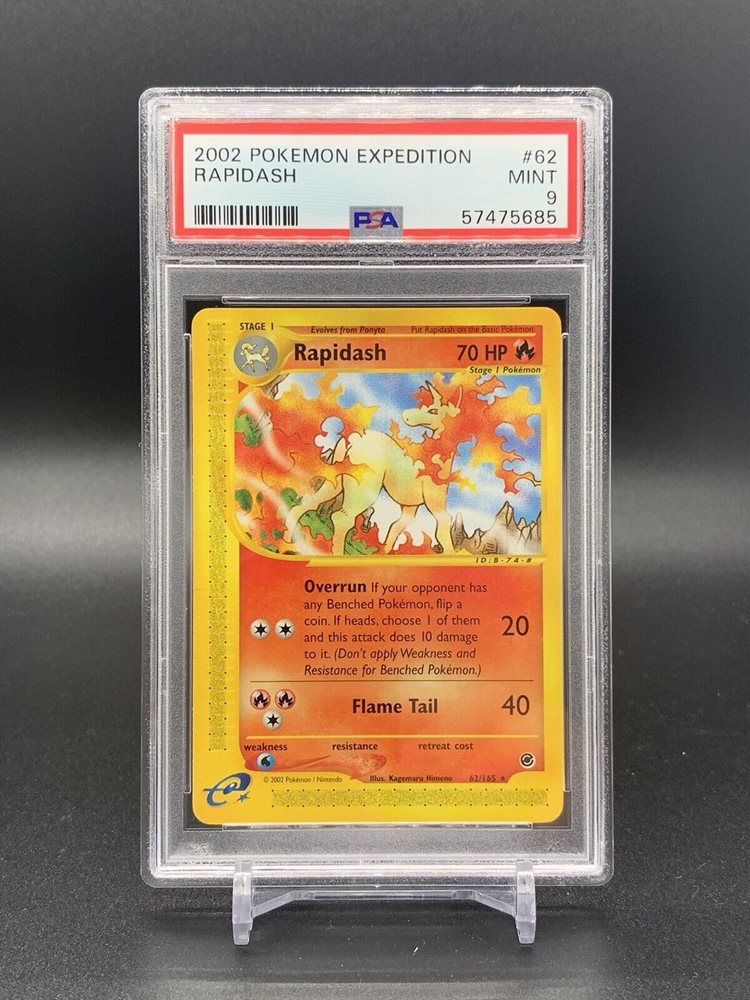 2002 POKEMON EXPEDITION #62
RAPIDASH MINT
9
PSA 57475685
STAGE 1 Evolves from Ponyta Put Rapidash on the Basic Pokémon
Rapidash 70 HP
Stage 1 Pokémon
ID:B-74-#
Overrun If your opponent has
any Benched Pokémon, flip a
coin. If heads, choose 1 of them
and this attack does 10 damage
to it. (Don't apply Weakness and
Resistance for Benched Pokémon.)
20
Flame Tail 40
weakness resistance retreat cost
© 2002 Pokémon / Nintendo Illus. Kagemaru Himeno 62/165 ★
e